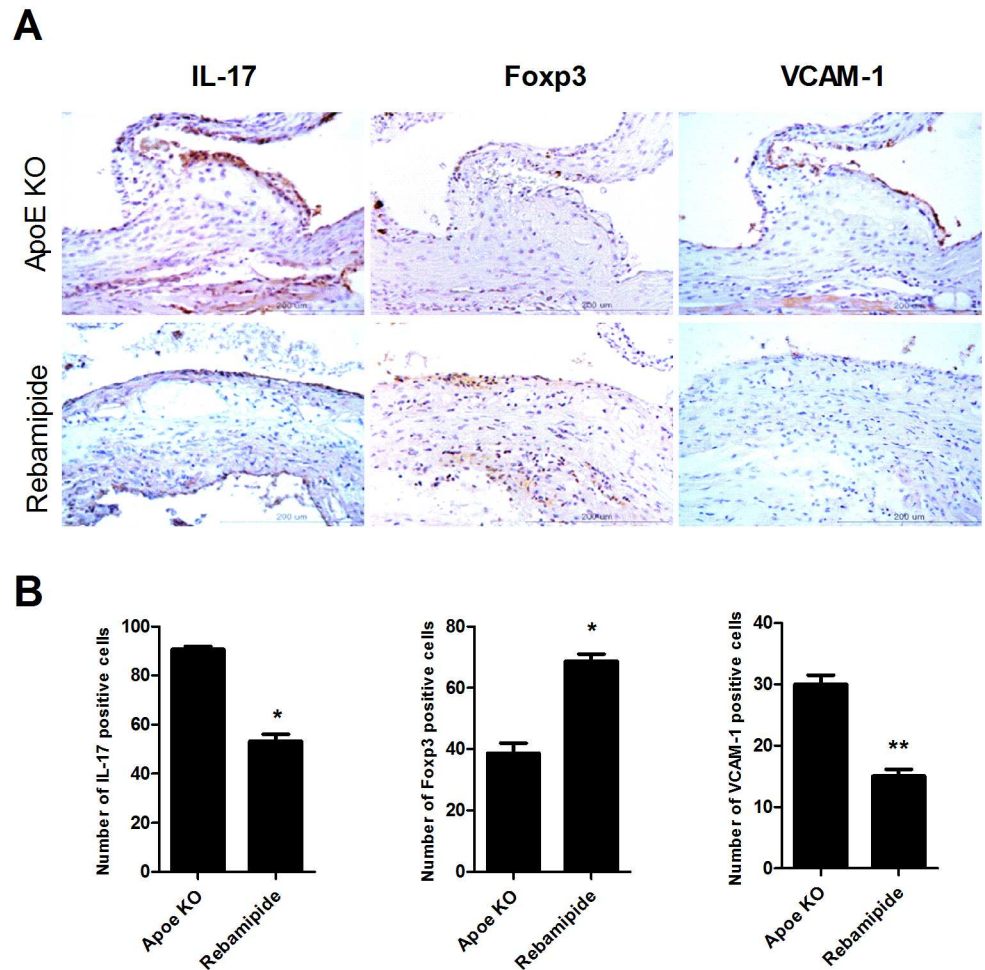 A
IL-17 Foxp3 VCAM-1
ApoE KO
200 um 200 um 200 um
Rebamipide
200 um 200 um 200 um
B
Number of IL-17 positive cells
100
80
60
40
20
0
*
Apoe KO
Rebamipide
Number of Foxp3 positive cells
80
60
40
20
0
*
Apoe KO
Rebamipide
Number of VCAM-1 positive cells
40
30
20
10
0
**
Apoe KO
Rebamipide